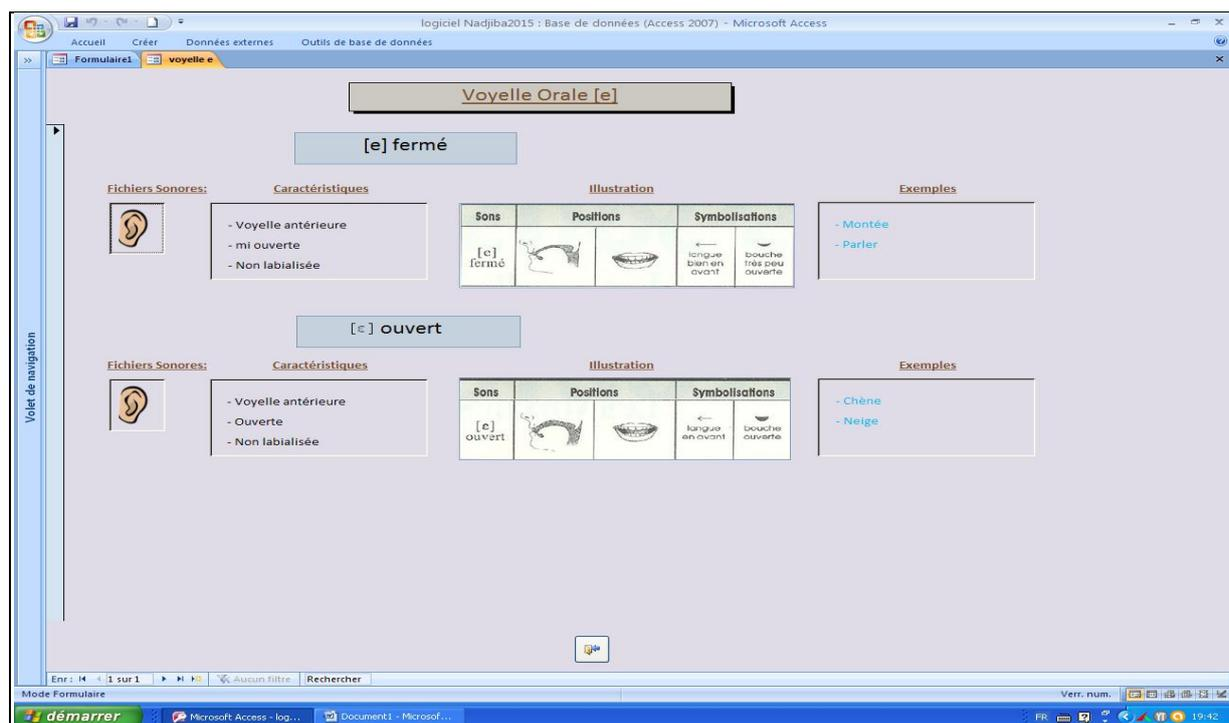 logiciel Nadjiba2015 : Base de données (Access 2007) - Microsoft Access
Accueil Créer Données externes Outils de base de données
Formulaire1 voyelle e
Volet de navigation
Voyelle Orale [e]
[e] fermé
Fichiers Sonores: Caractéristiques Illustration Exemples
- Voyelle antérieure
- mi ouverte
- Non labialisée
Sons Positions Symbolisations
[e] fermé
langue bien en avant
bouche très peu ouverte
- Montée
- Parler
[ɛ] ouvert
Fichiers Sonores: Caractéristiques Illustration Exemples
- Voyelle antérieure
- Ouverte
- Non labialisée
Sons Positions Symbolisations
[ɛ] ouvert
langue en avant
bouche ouverte
- Chène
- Neige
Enr : 1 sur 1 Aucun filtre Rechercher
Mode Formulaire Verr. num.
démarrer Microsoft Access - log... Document1 - Microsof... FR 19:42